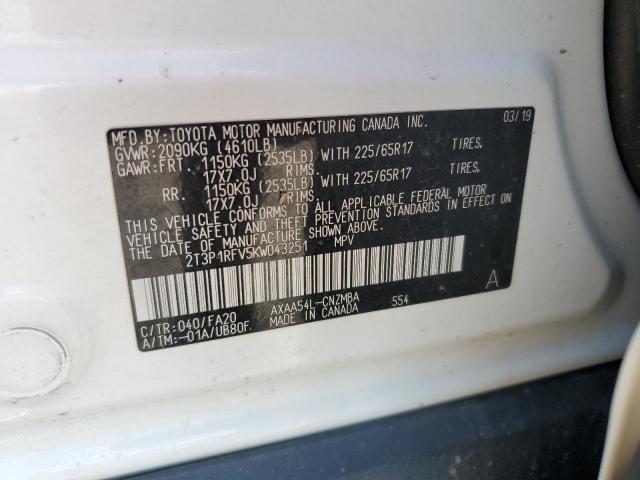 MFD.BY:TOYOTA MOTOR MANUFACTURING CANADA INC. 03/19
GVWR:2090KG (4610LB)
GAWR:FRT 1150KG (2535LB) WITH 225/65R17 TIRES,
17X7.0J RIMS.
RR. 1150KG (2535LB) WITH 225/65R17 TIRES,
17X7.0J RIMS.
THIS VEHICLE CONFORMS TO ALL APPLICABLE FEDERAL MOTOR
VEHICLE SAFETY AND THEFT PREVENTION STANDARDS IN EFFECT ON
THE DATE OF MANUFACTURE SHOWN ABOVE.
2T3P1RFV5KW043251 MPV
C/TR:040/FA20 AXAA54L-CNZMBA 554 A
A/TM:-01A/UB80F. MADE IN CANADA